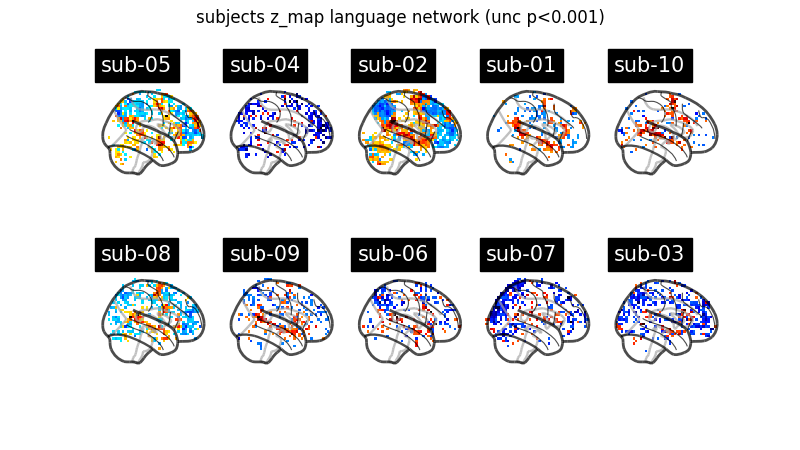 subjects z_map language network (unc p<0.001)
sub-05
sub-04
sub-02
sub-01
sub-10
sub-08
sub-09
sub-06
sub-07
sub-03